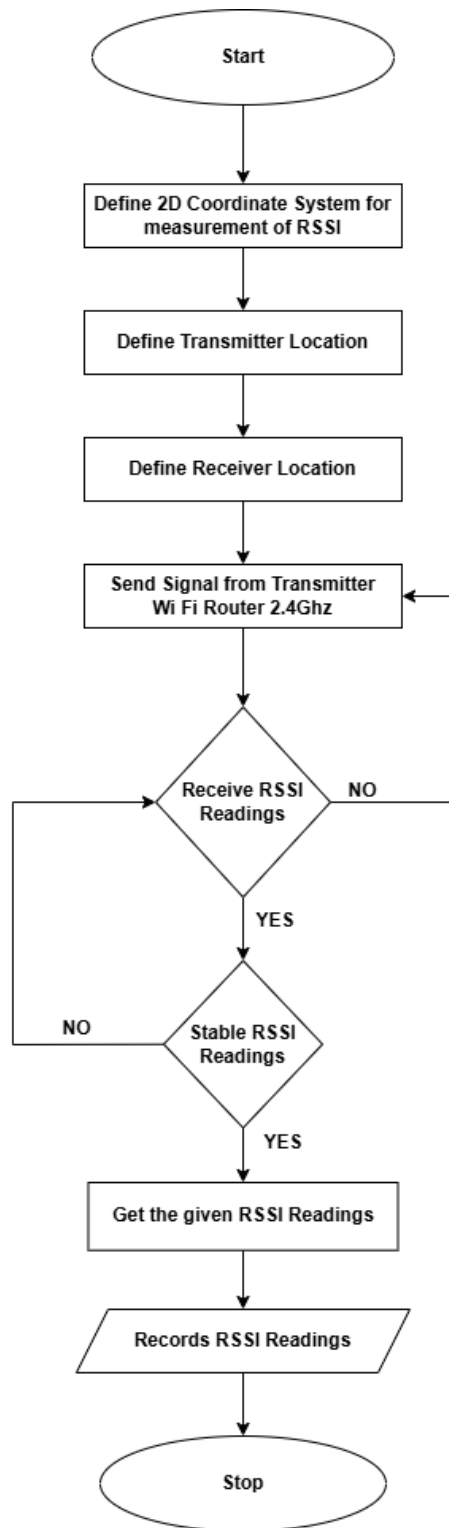 Start
Define 2D Coordinate System for
measurement of RSSI
Define Transmitter Location
Define Receiver Location
Send Signal from Transmitter
Wi Fi Router 2.4Ghz
Receive RSSI
Readings
NO
YES
Stable RSSI
Readings
NO
YES
Get the given RSSI Readings
Records RSSI Readings
Stop